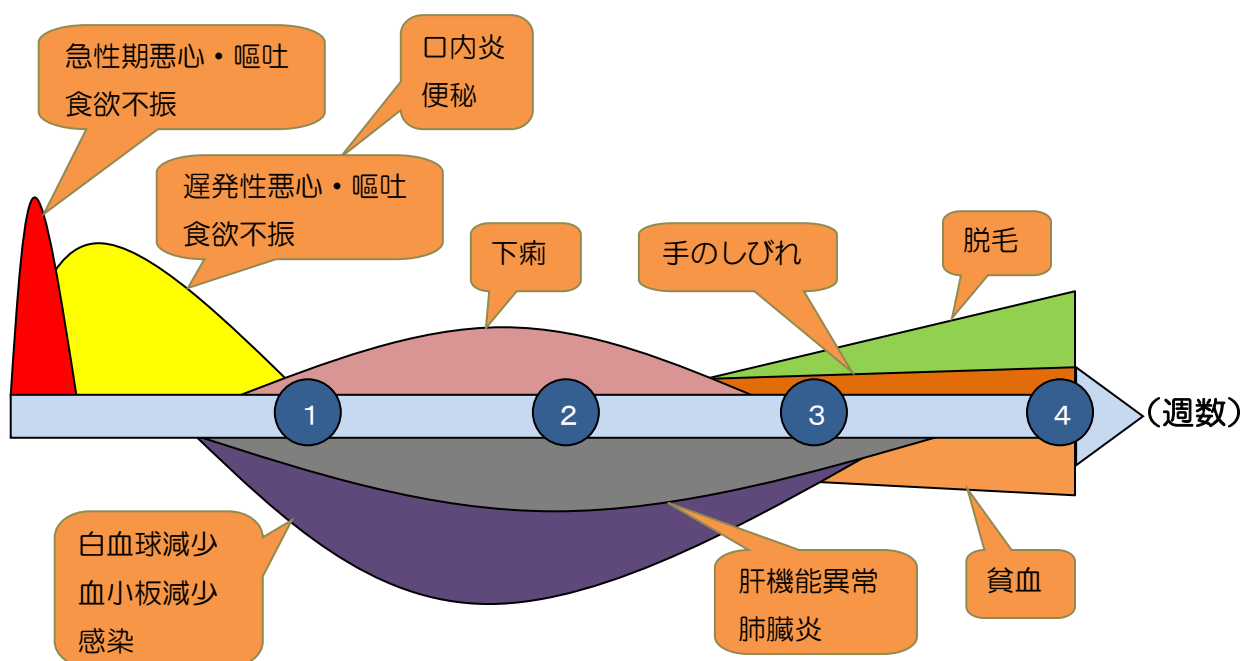 急性期悪心・嘔吐
食欲不振
口内炎
便秘
遅発性悪心・嘔吐
食欲不振
下痢
手のしびれ
脱毛
1
2
3
4
(週数)
白血球減少
血小板減少
感染
肝機能異常
肺臓炎
貧血